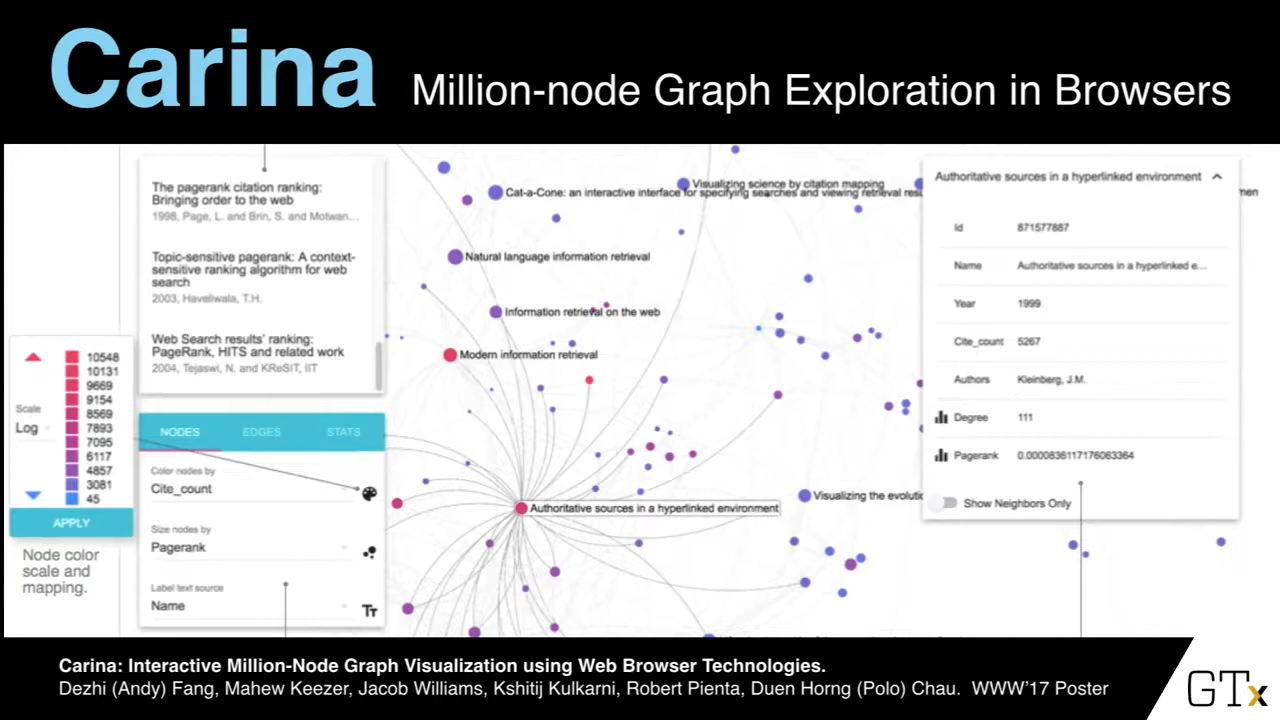 Carina Million-node Graph Exploration in Browsers
The pagerank citation ranking:
Bringing order to the web
1998, Page, L. and Brin, S. and Motwan...
Topic-sensitive pagerank: A context-
sensitive ranking algorithm for web
search
2003, Haveliwala, T.H.
Web Search results' ranking:
PageRank, HITS and related work
2004, Tejaswi, N. and KReSIT, IIT
Scale
Log
10548
10131
9669
9154
8569
7893
7095
6117
4857
3081
45
APPLY
Node color
scale and
mapping.
NODES EDGES STATS
Color nodes by
Cite_count
Size nodes by
Pagerank
Label text source
Name
Tт
Visualizing science by citation mapping
Cat-a-Cone: an interactive interface for specifying searches and viewing retrieval resu
men
Natural language information retrieval
Information retrieval on the web
Modern information retrieval
Authoritative sources in a hyperlinked environment
Visualizing the evolutic
Authoritative sources in a hyperlinked environment
Id 871577887
Name Authoritative sources in a hyperlinked e...
Year 1999
Cite_count 5267
Authors Kleinberg, J.M.
Degree 111
Pagerank 0.0000836117176063364
Show Neighbors Only
Carina: Interactive Million-Node Graph Visualization using Web Browser Technologies.
Dezhi (Andy) Fang, Mahew Keezer, Jacob Williams, Kshitij Kulkarni, Robert Pienta, Duen Horng (Polo) Chau. WWW'17 Poster
GTx